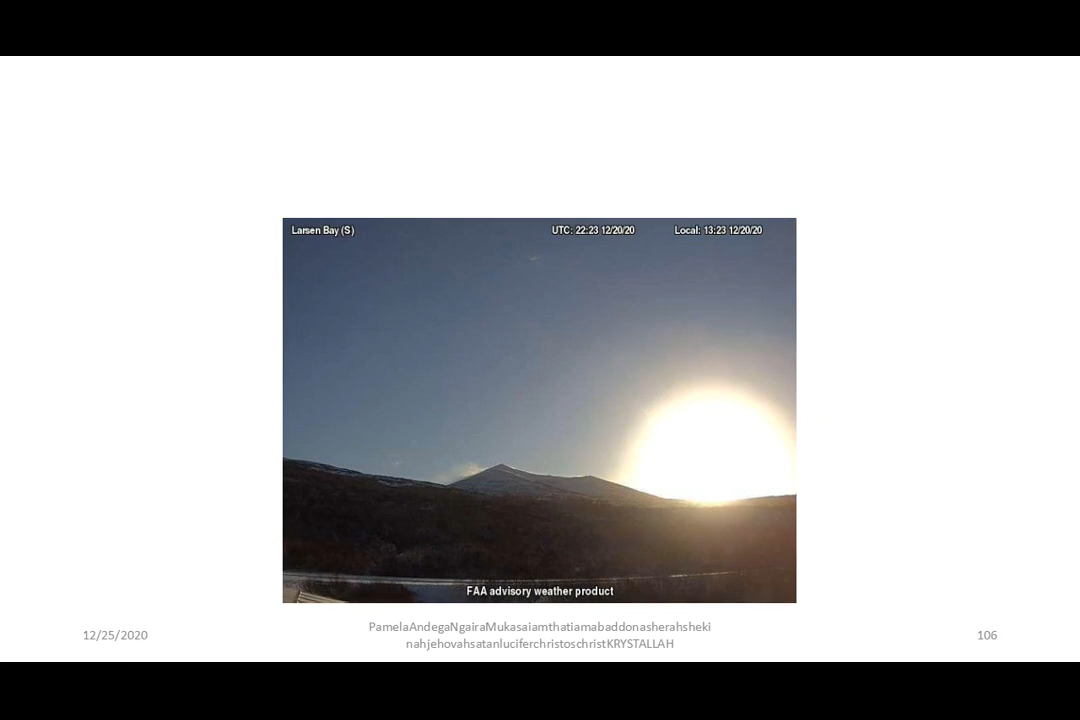 Larsen Bay (S) UTC: 22:23 12/20/20 Local: 13:23 12/20/20
FAA advisory weather product
12/25/2020
PamelaAndegaNgairaMukasaiamthatiamabaddonasherahsheki
nahjehovahsatanluciferchristoschristKRYSTALLAH
106